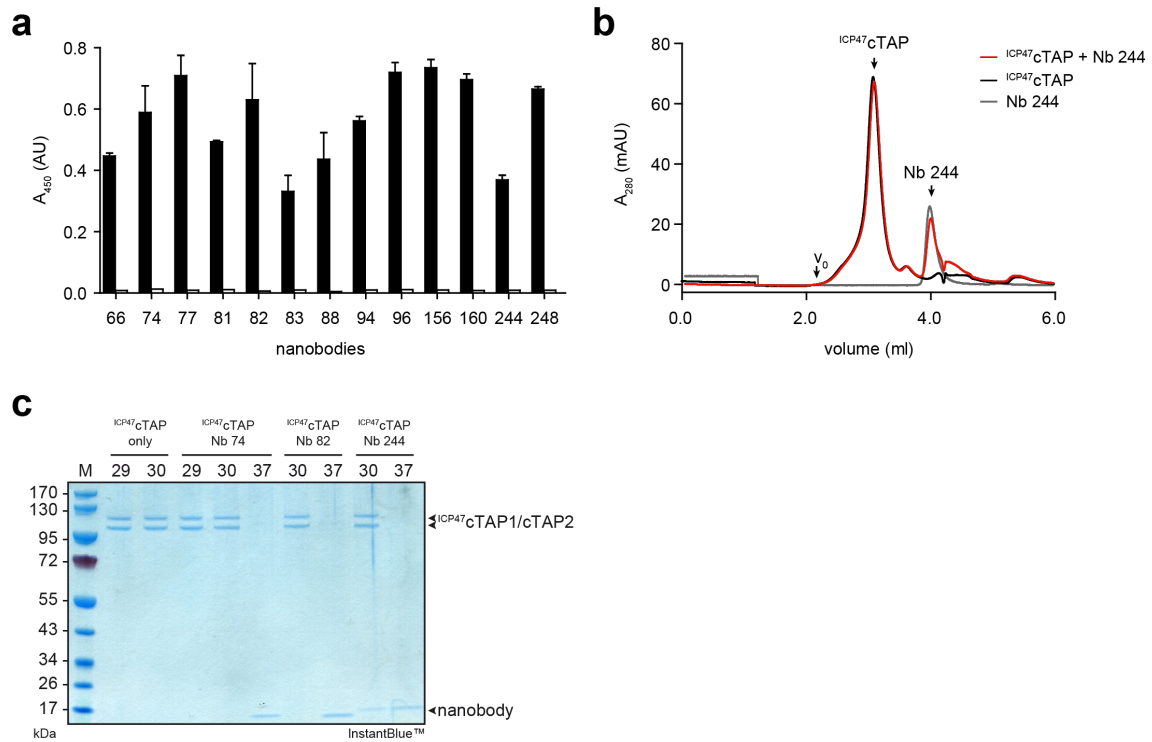 a
0.8
0.6
0.4
0.2
0.0
A450 (AU)
66 74 77 81 82 83 88 94 96 156 160 244 248
nanobodies
b
80
60
40
20
0
A280 (mAU)
ICP47cTAP
Nb 244
V0
ICP47cTAP + Nb 244
ICP47cTAP
Nb 244
0.0 2.0 4.0 6.0
volume (ml)
c
ICP47cTAP only
ICP47cTAP Nb 74
ICP47cTAP Nb 82
ICP47cTAP Nb 244
M 29 30 29 30 37 30 37 30 37
170
130
95
72
55
43
34
26
17
kDa
ICP47cTAP1/cTAP2
nanobody
InstantBlue™